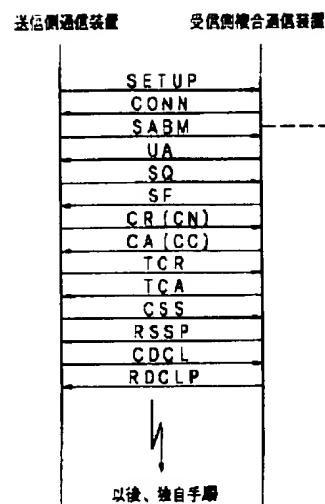 送信側通信装置 受信側複合通信装置
SETUP
CONN
SABM
UA
SQ
SF
CR(CN)
CA(CC)
TCR
TCA
CSS
RSSP
CDCL
RDCLP
以後、独自手順